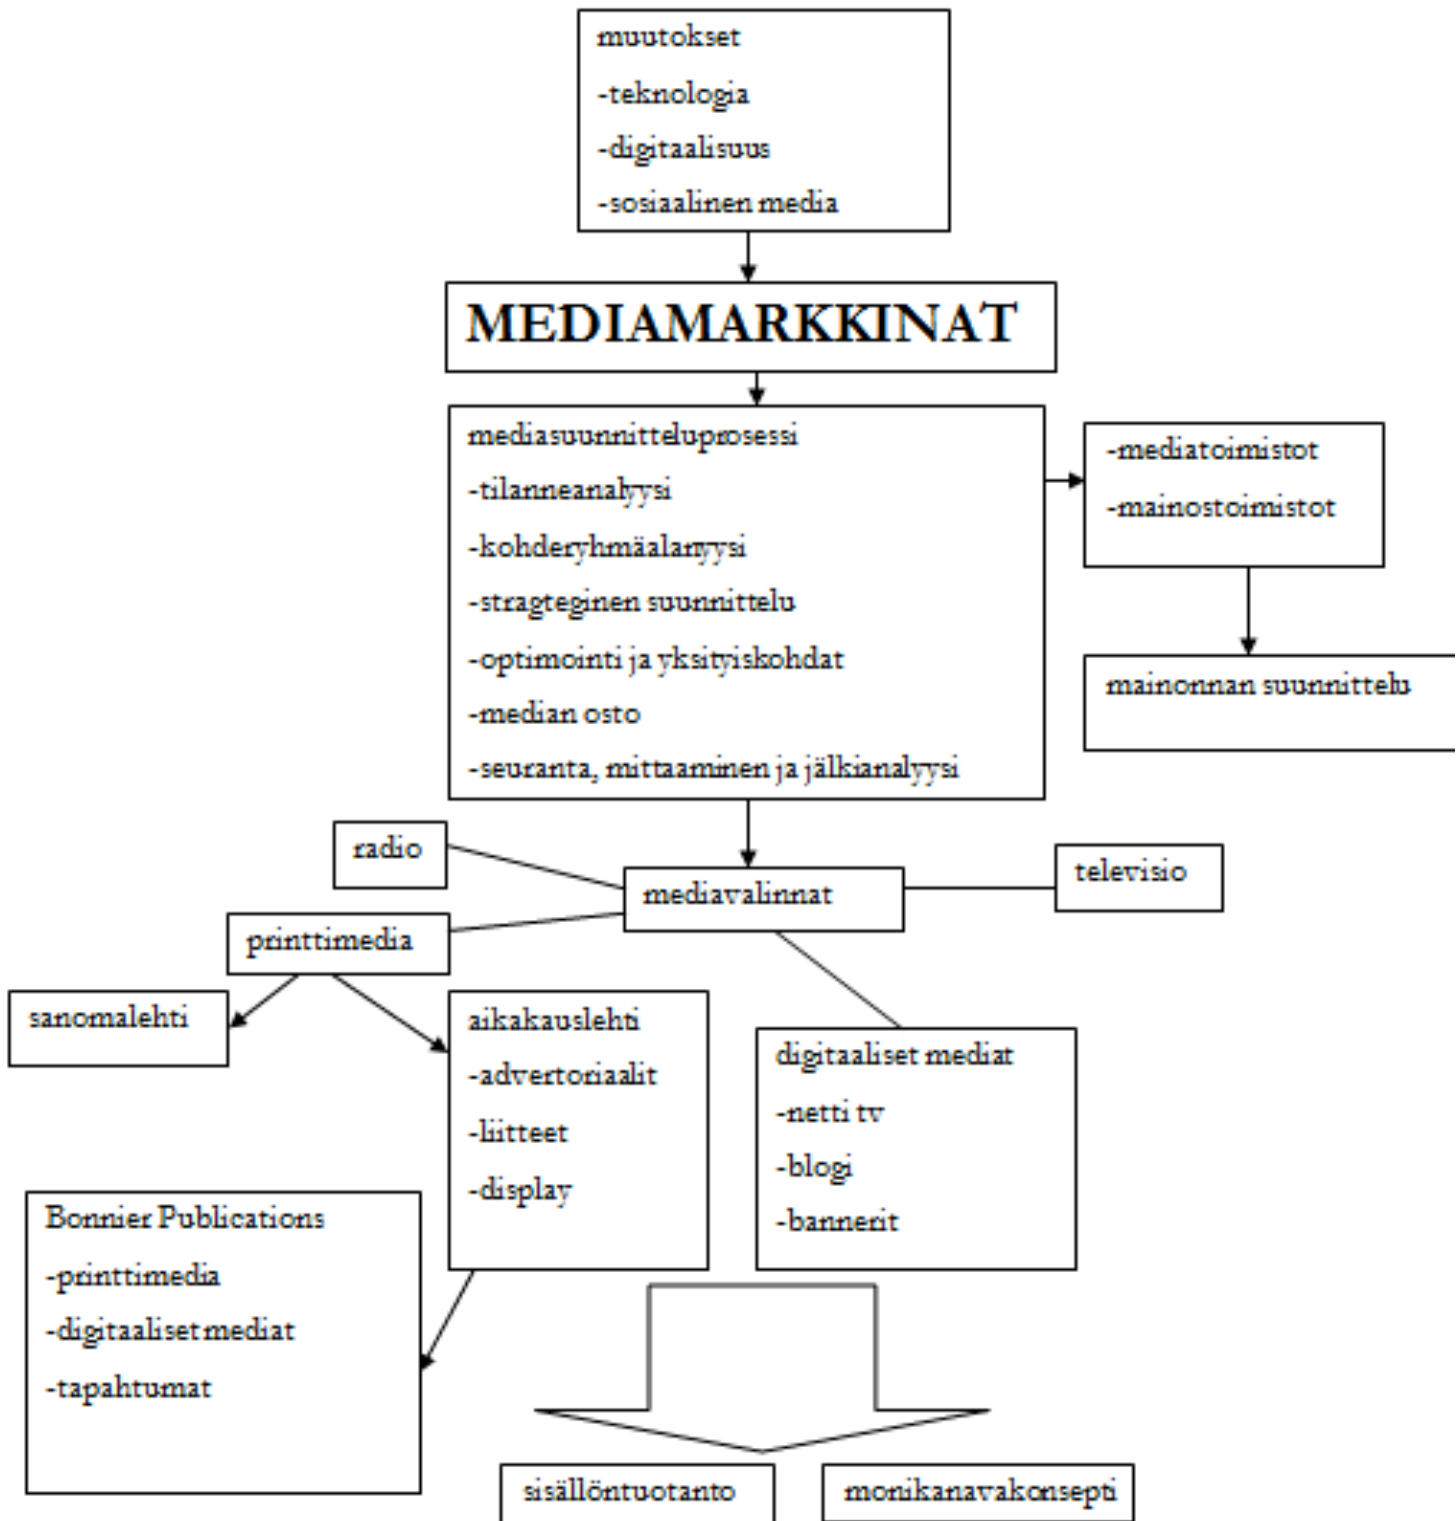 muutokset
-teknologia
-digitaalisuus
-sosiaalinen media
MEDIAMARKKINAT
mediasuunnitteluprosessi
-tilanneanalyysi
-kohderyhmäalanyysi
-stragteginen suunnittelu
-optimointi ja yksityiskohdat
-median osto
-seuranta, mittaaminen ja jälkianalyysi
-mediatoimistot
-mainostoimistot
mainonnan suunnittelu
radio
mediavalinnat
televisio
printtimedia
sanomalehti
aikakauslehti
-advertoriaalit
-liitteet
-display
digitaaliset mediat
-netti tv
-blogi
-bannerit
Bonnier Publications
-printtimedia
-digitaaliset mediat
-tapahtumat
sisällöntuotanto
monikanavakonsepti